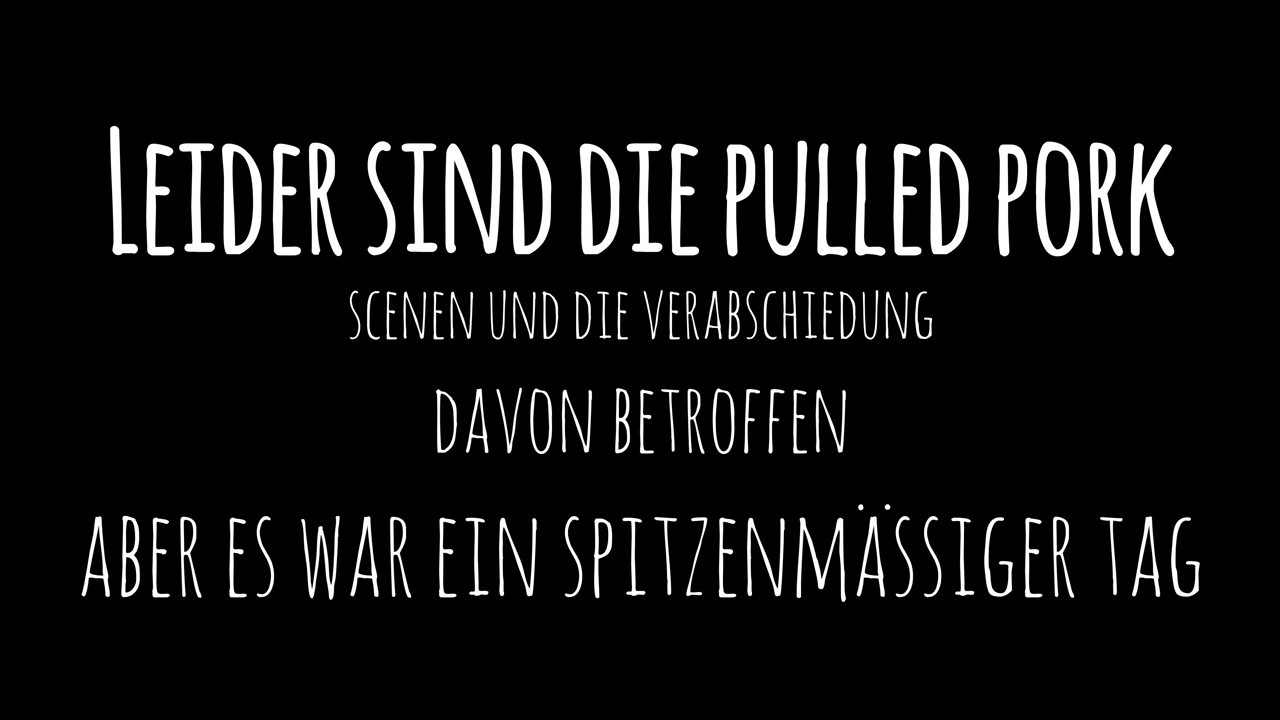 Leider sind die pulled pork
scenen und die verabschiedung
davon betroffen
aber es war ein spitzenmässiger tag